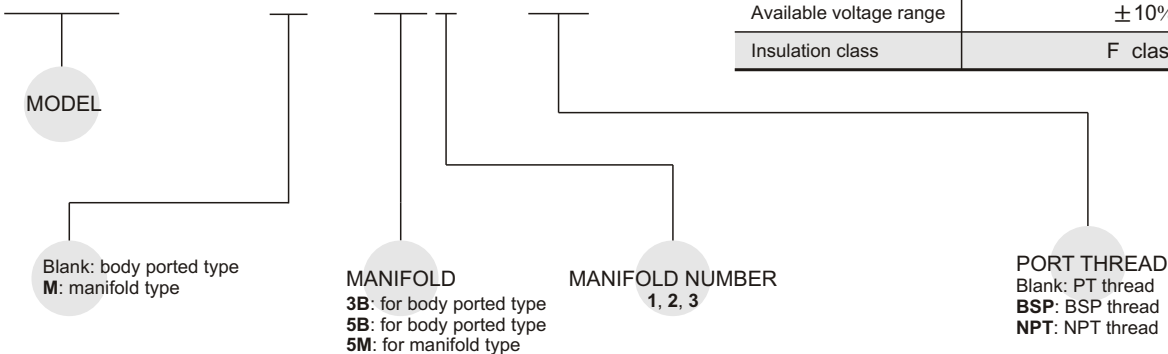 Available voltage range ±10%
Insulation class F clas
MODEL
Blank: body ported type
M: manifold type
MANIFOLD
3B: for body ported type
5B: for body ported type
5M: for manifold type
MANIFOLD NUMBER
1, 2, 3
PORT THREAD
Blank: PT thread
BSP: BSP thread
NPT: NPT thread